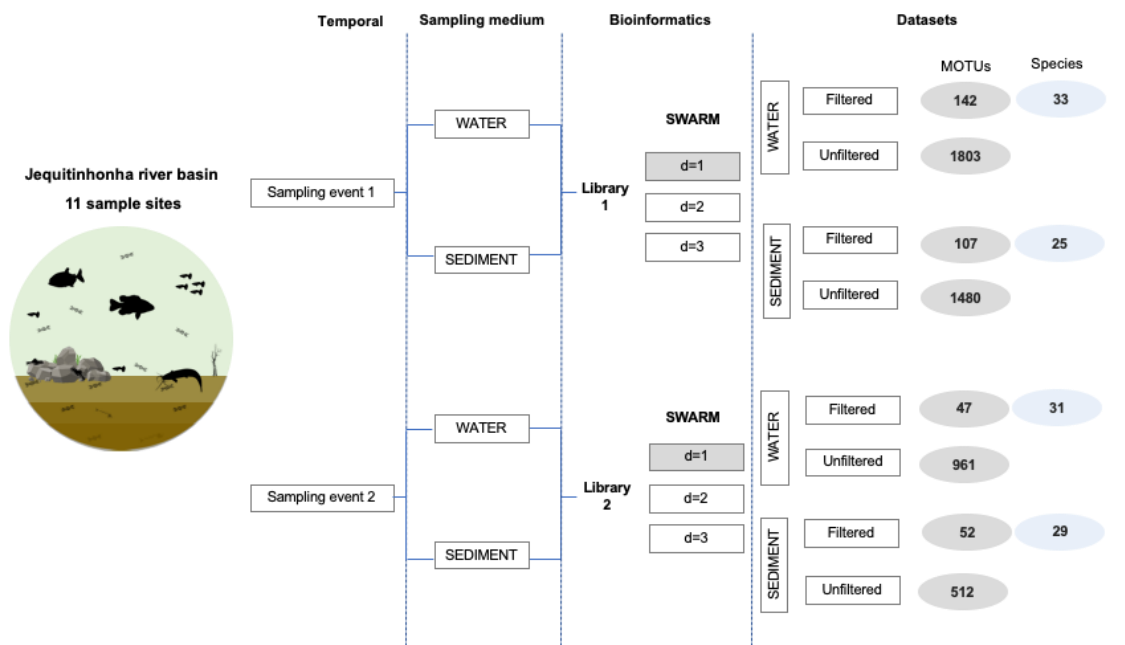 Temporal
Sampling medium
Bioinformatics
Datasets
MOTUs
Species
Jequitinhonha river basin
11 sample sites
Sampling event 1
WATER
SEDIMENT
Library
1
SWARM
d=1
d=2
d=3
WATER
Filtered
142
33
Unfiltered
1803
SEDIMENT
Filtered
107
25
Unfiltered
1480
Sampling event 2
WATER
SEDIMENT
Library
2
SWARM
d=1
d=2
d=3
WATER
Filtered
47
31
Unfiltered
961
SEDIMENT
Filtered
52
29
Unfiltered
512